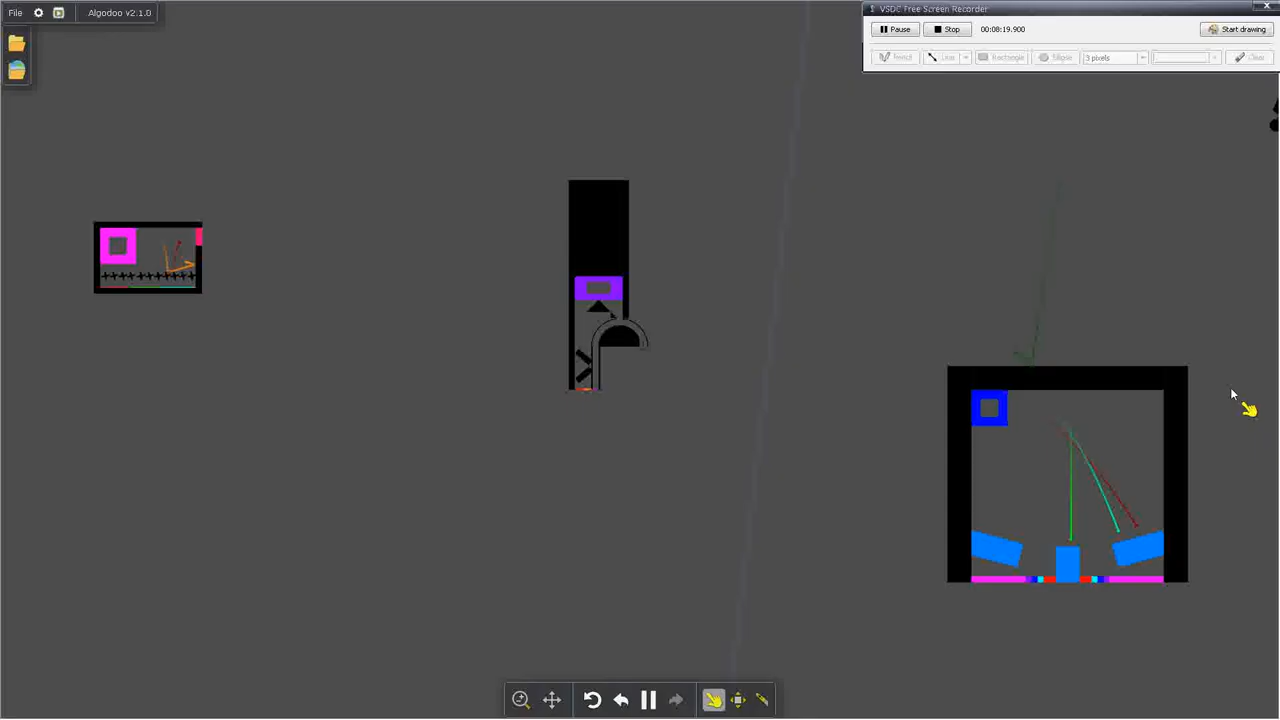 File
Algodoo v2.1.0
VSDC Free Screen Recorder
Pause
Stop
00:08:19.900
Start drawing
Line
Rectangle
Ellipse
3 pixels
Clear